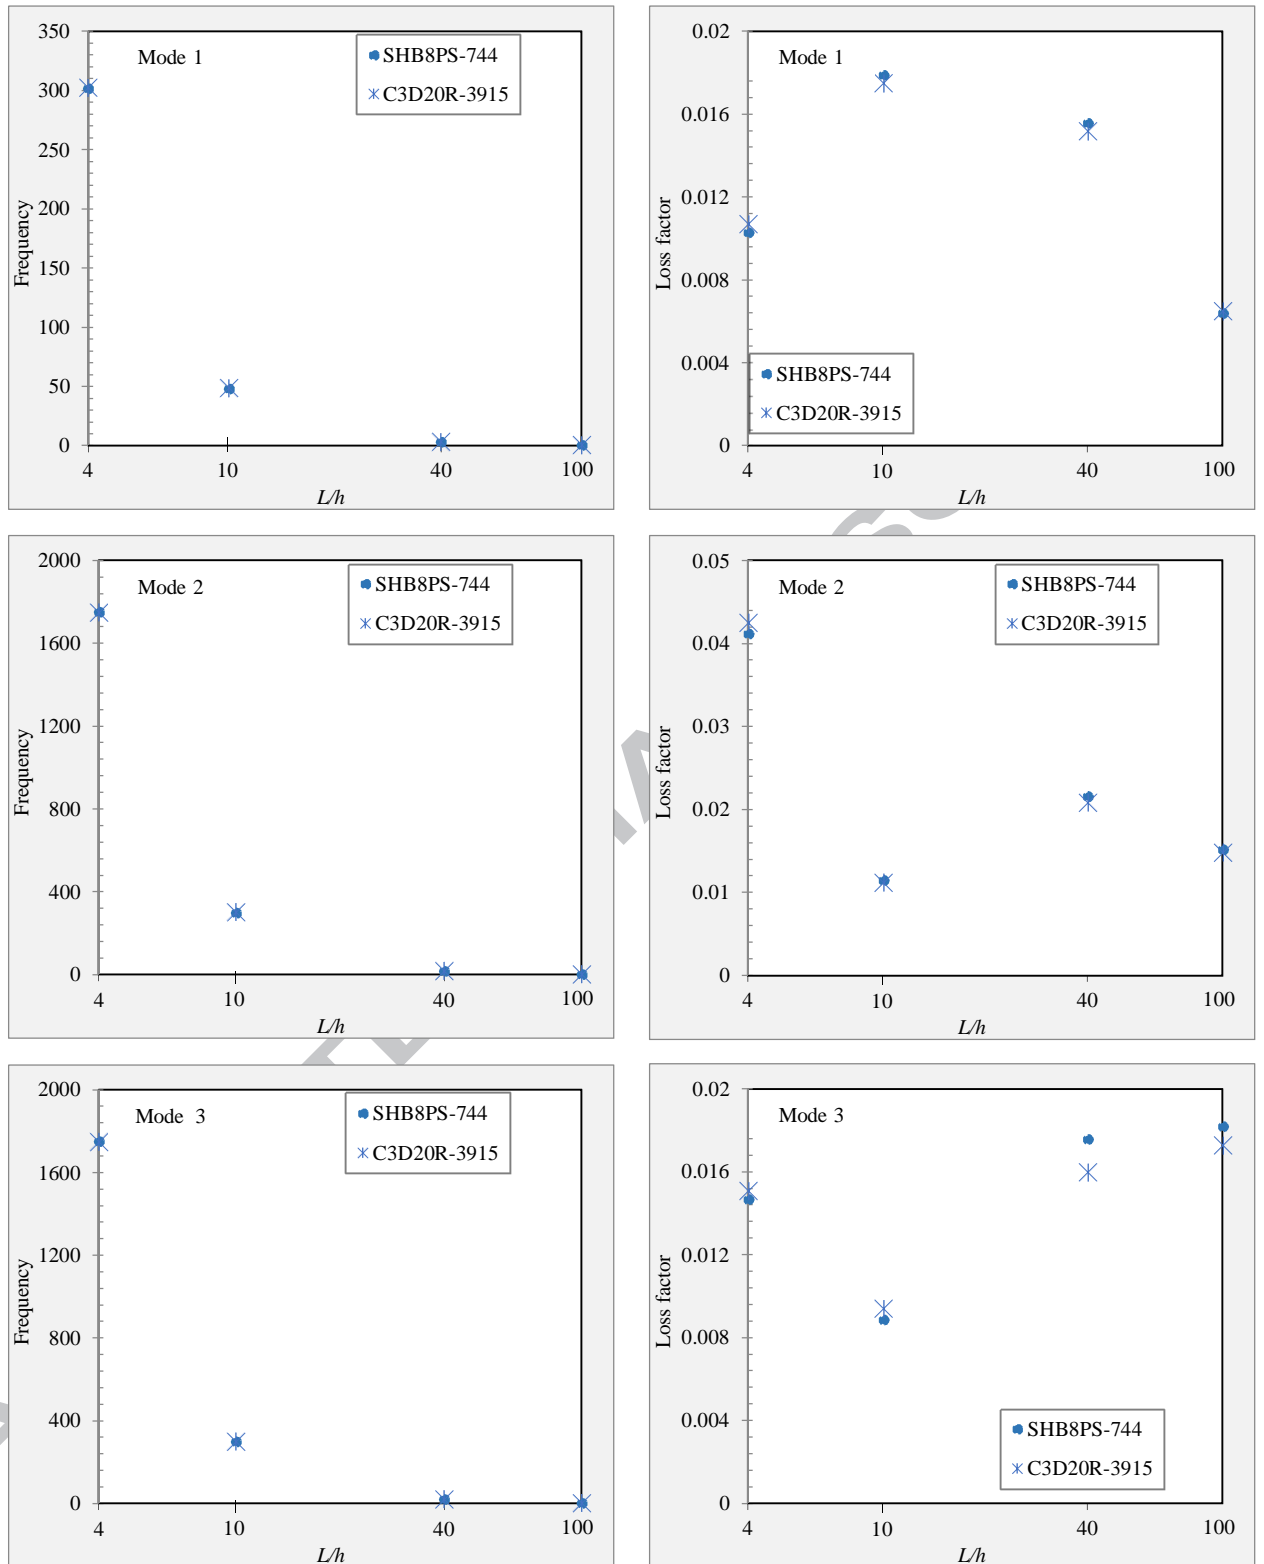 350
300
250
200
150
100
50
0
Frequency
Mode 1
SHB8PS-744
C3D20R-3915
4 10 40 100
L/h
0.02
0.016
0.012
0.008
0.004
0
Loss factor
Mode 1
SHB8PS-744
C3D20R-3915
4 10 40 100
L/h
2000
1600
1200
800
400
0
Frequency
Mode 2
SHB8PS-744
C3D20R-3915
4 10 40 100
L/h
0.05
0.04
0.03
0.02
0.01
0
Loss factor
Mode 2
SHB8PS-744
C3D20R-3915
4 10 40 100
L/h
2000
1600
1200
800
400
0
Frequency
Mode 3
SHB8PS-744
C3D20R-3915
4 10 40 100
L/h
0.02
0.016
0.012
0.008
0.004
0
Loss factor
Mode 3
SHB8PS-744
C3D20R-3915
4 10 40 100
L/h